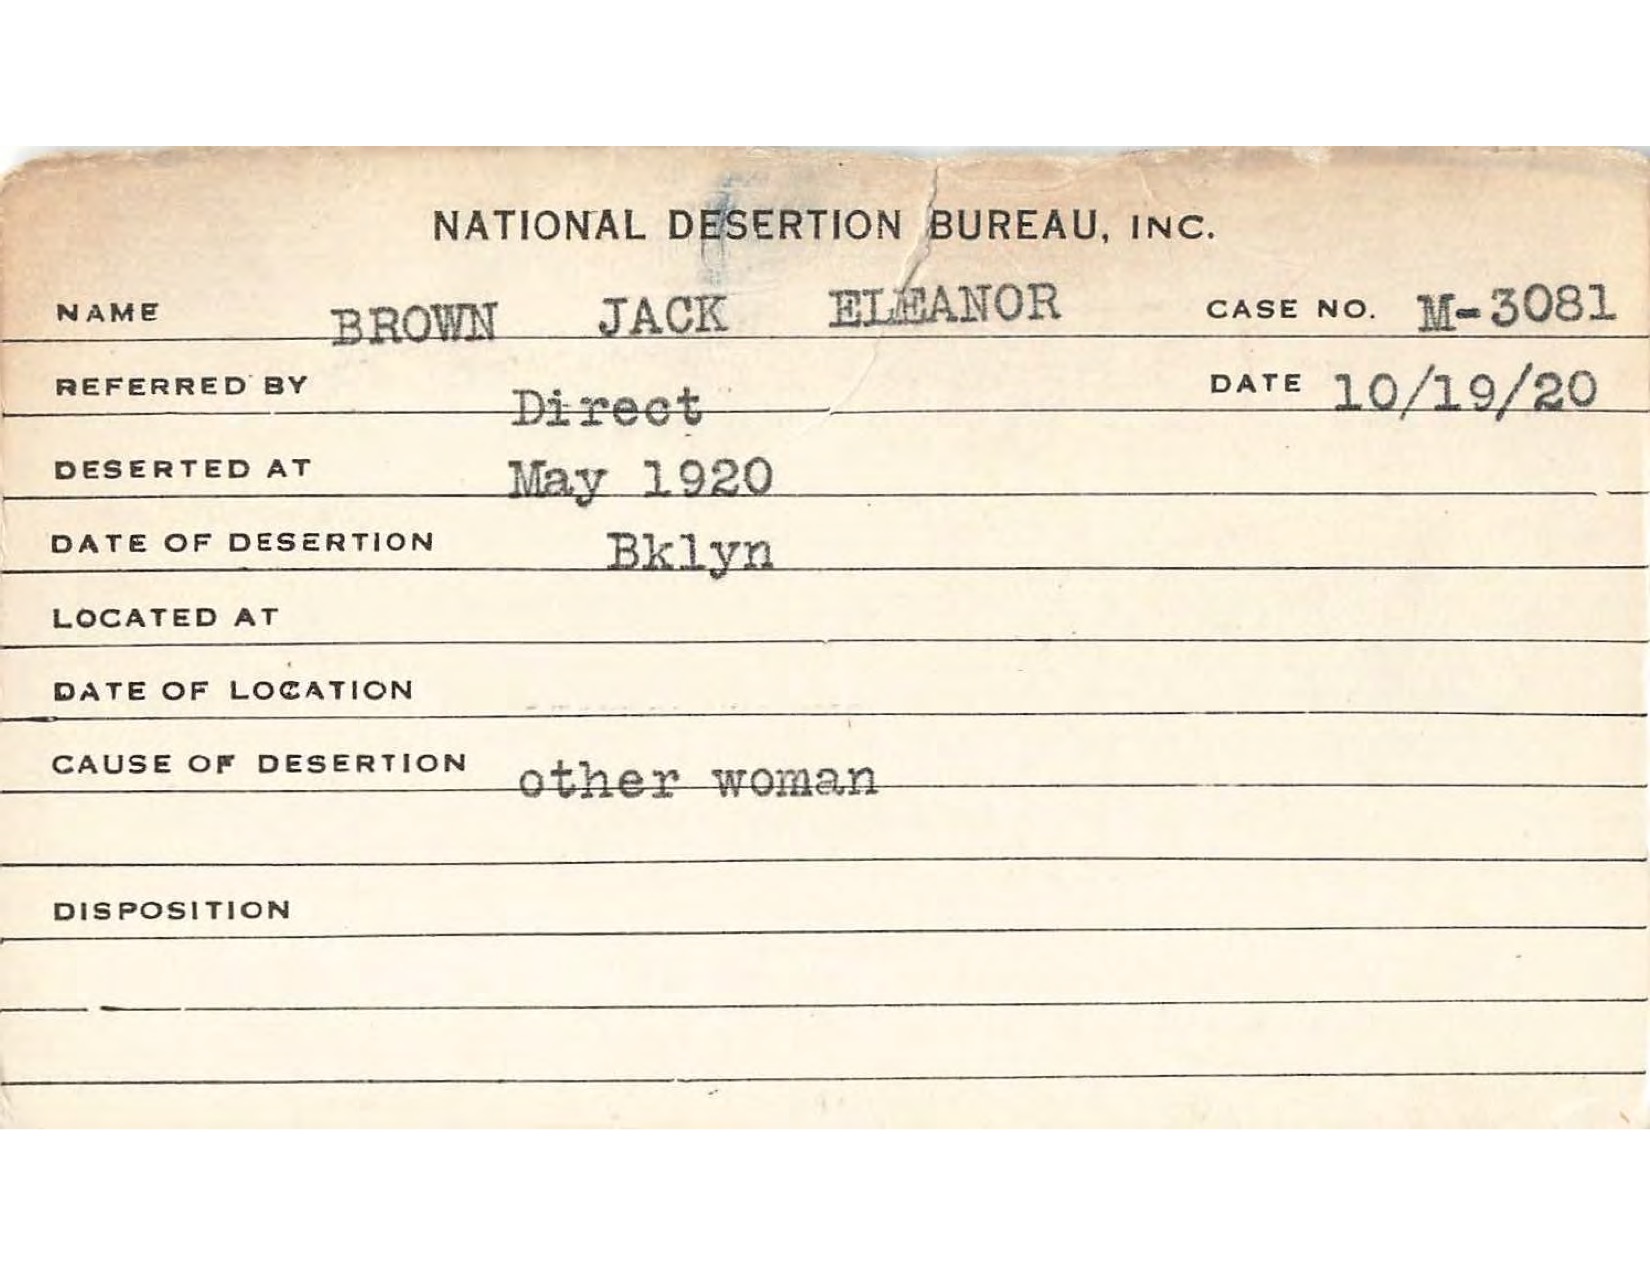 NATIONAL DESERTION BUREAU, INC.
NAME BROWN JACK ELEANOR CASE NO. M-3081
REFERRED BY Direct DATE 10/19/20
DESERTED AT May 1920
DATE OF DESERTION Bklyn
LOCATED AT
DATE OF LOCATION
CAUSE OF DESERTION other woman
DISPOSITION